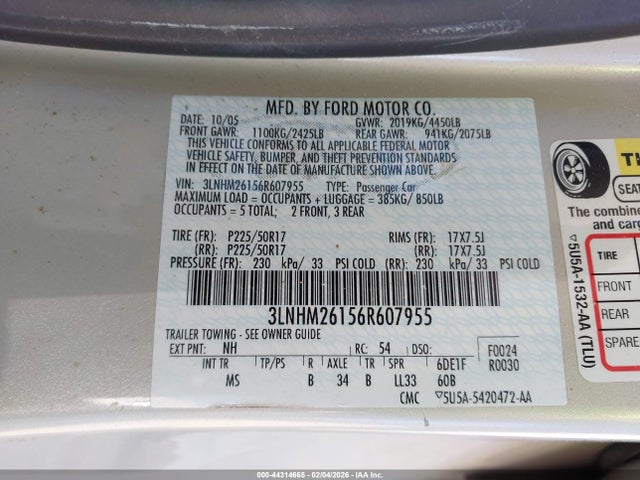 MFD. BY FORD MOTOR CO.
DATE: 10/05 GVWR: 2019KG/4450LB
FRONT GAWR: 1100KG/2425LB REAR GAWR: 941KG/2075LB
THIS VEHICLE CONFORMS TO ALL APPLICABLE FEDERAL MOTOR
VEHICLE SAFETY, BUMPER, AND THEFT PREVENTION STANDARDS
IN EFFECT ON THE DATE OF MANUFACTURE SHOWN ABOVE.
VIN: 3LNHM26156R607955 TYPE: Passenger Car
MAXIMUM LOAD = OCCUPANTS + LUGGAGE = 385KG/ 850LB
OCCUPANTS = 5 TOTAL; 2 FRONT, 3 REAR
TIRE (FR): P225/50R17 RIMS (FR): 17X7.5J
(RR): P225/50R17 (RR): 17X7.5J
PRESSURE (FR): 230 kPa/ 33 PSI COLD (RR): 230 kPa/ 33 PSI COLD
3LNHM26156R607955
TRAILER TOWING - SEE OWNER GUIDE
EXT PNT: NH RC: 54 DSO: F0024
INT TR TP/PS R AXLE TR SPR 6DE1F R0030
MS B 34 B LL33 60B
CMC ▽5U5A-5420472-AA
▽5U5A-1532-AA (TLU)
SEAT
The combine
and carg
TIRE
FRONT
REAR
SPARE
000-44314665 - 02/04/2026 - IAA Inc.